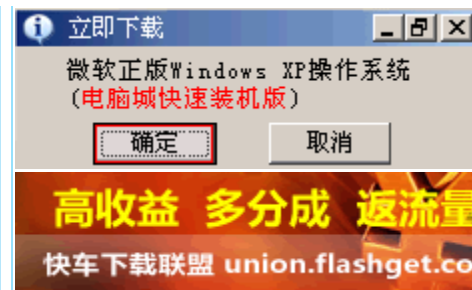 立即下载
微软正版Windows XP操作系统
(电脑城快速装机版)
确定 取消
高收益 多分成 返流量
快车下载联盟 union.flashget.co